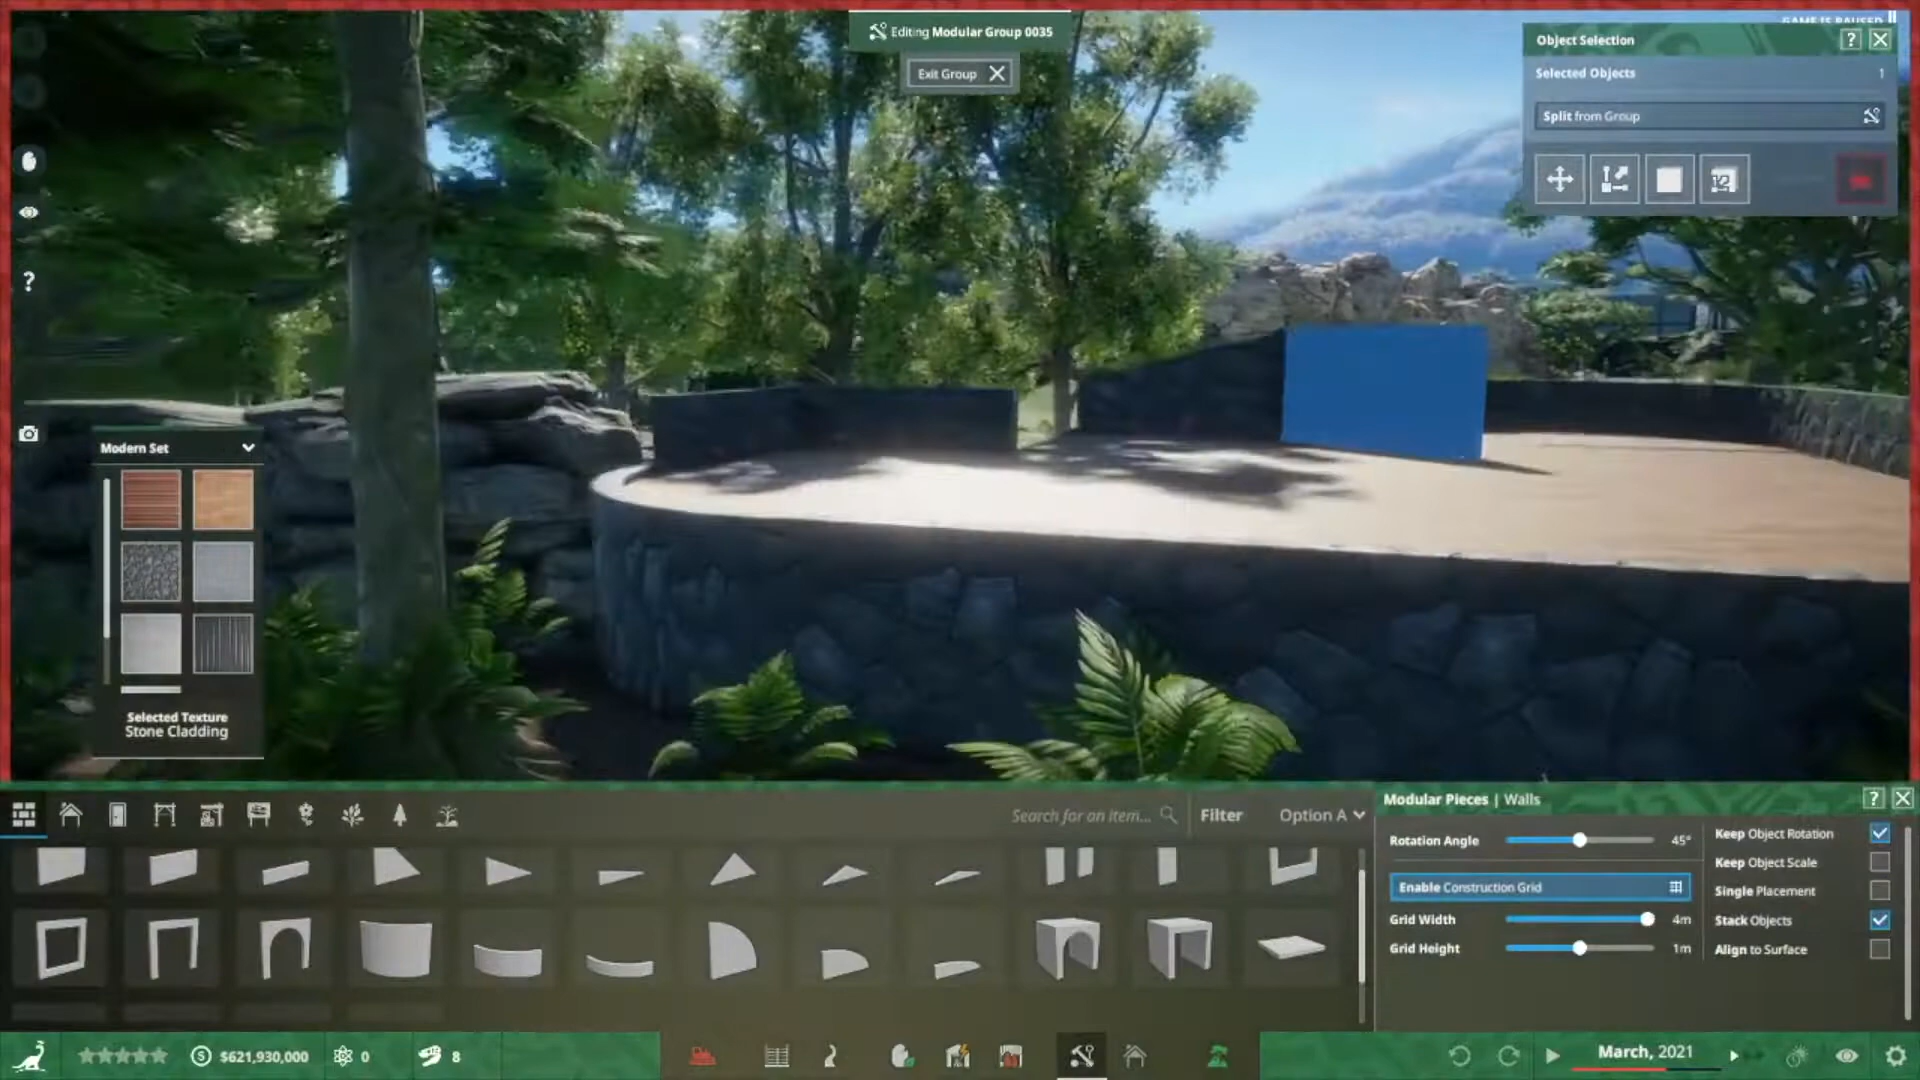 GAME IS PAUSED
Editing Modular Group 0035
Exit Group
Object Selection
?
Selected Objects 1
Split from Group
?
Modern Set
Selected Texture
Stone Cladding
Search for an item...
Filter
Option A
Modular Pieces | Walls
?
Rotation Angle 45°
Enable Construction Grid
Grid Width 4m
Grid Height 1m
Keep Object Rotation
Keep Object Scale
Single Placement
Stack Objects
Align to Surface
$621,930,000
0
8
March, 2021